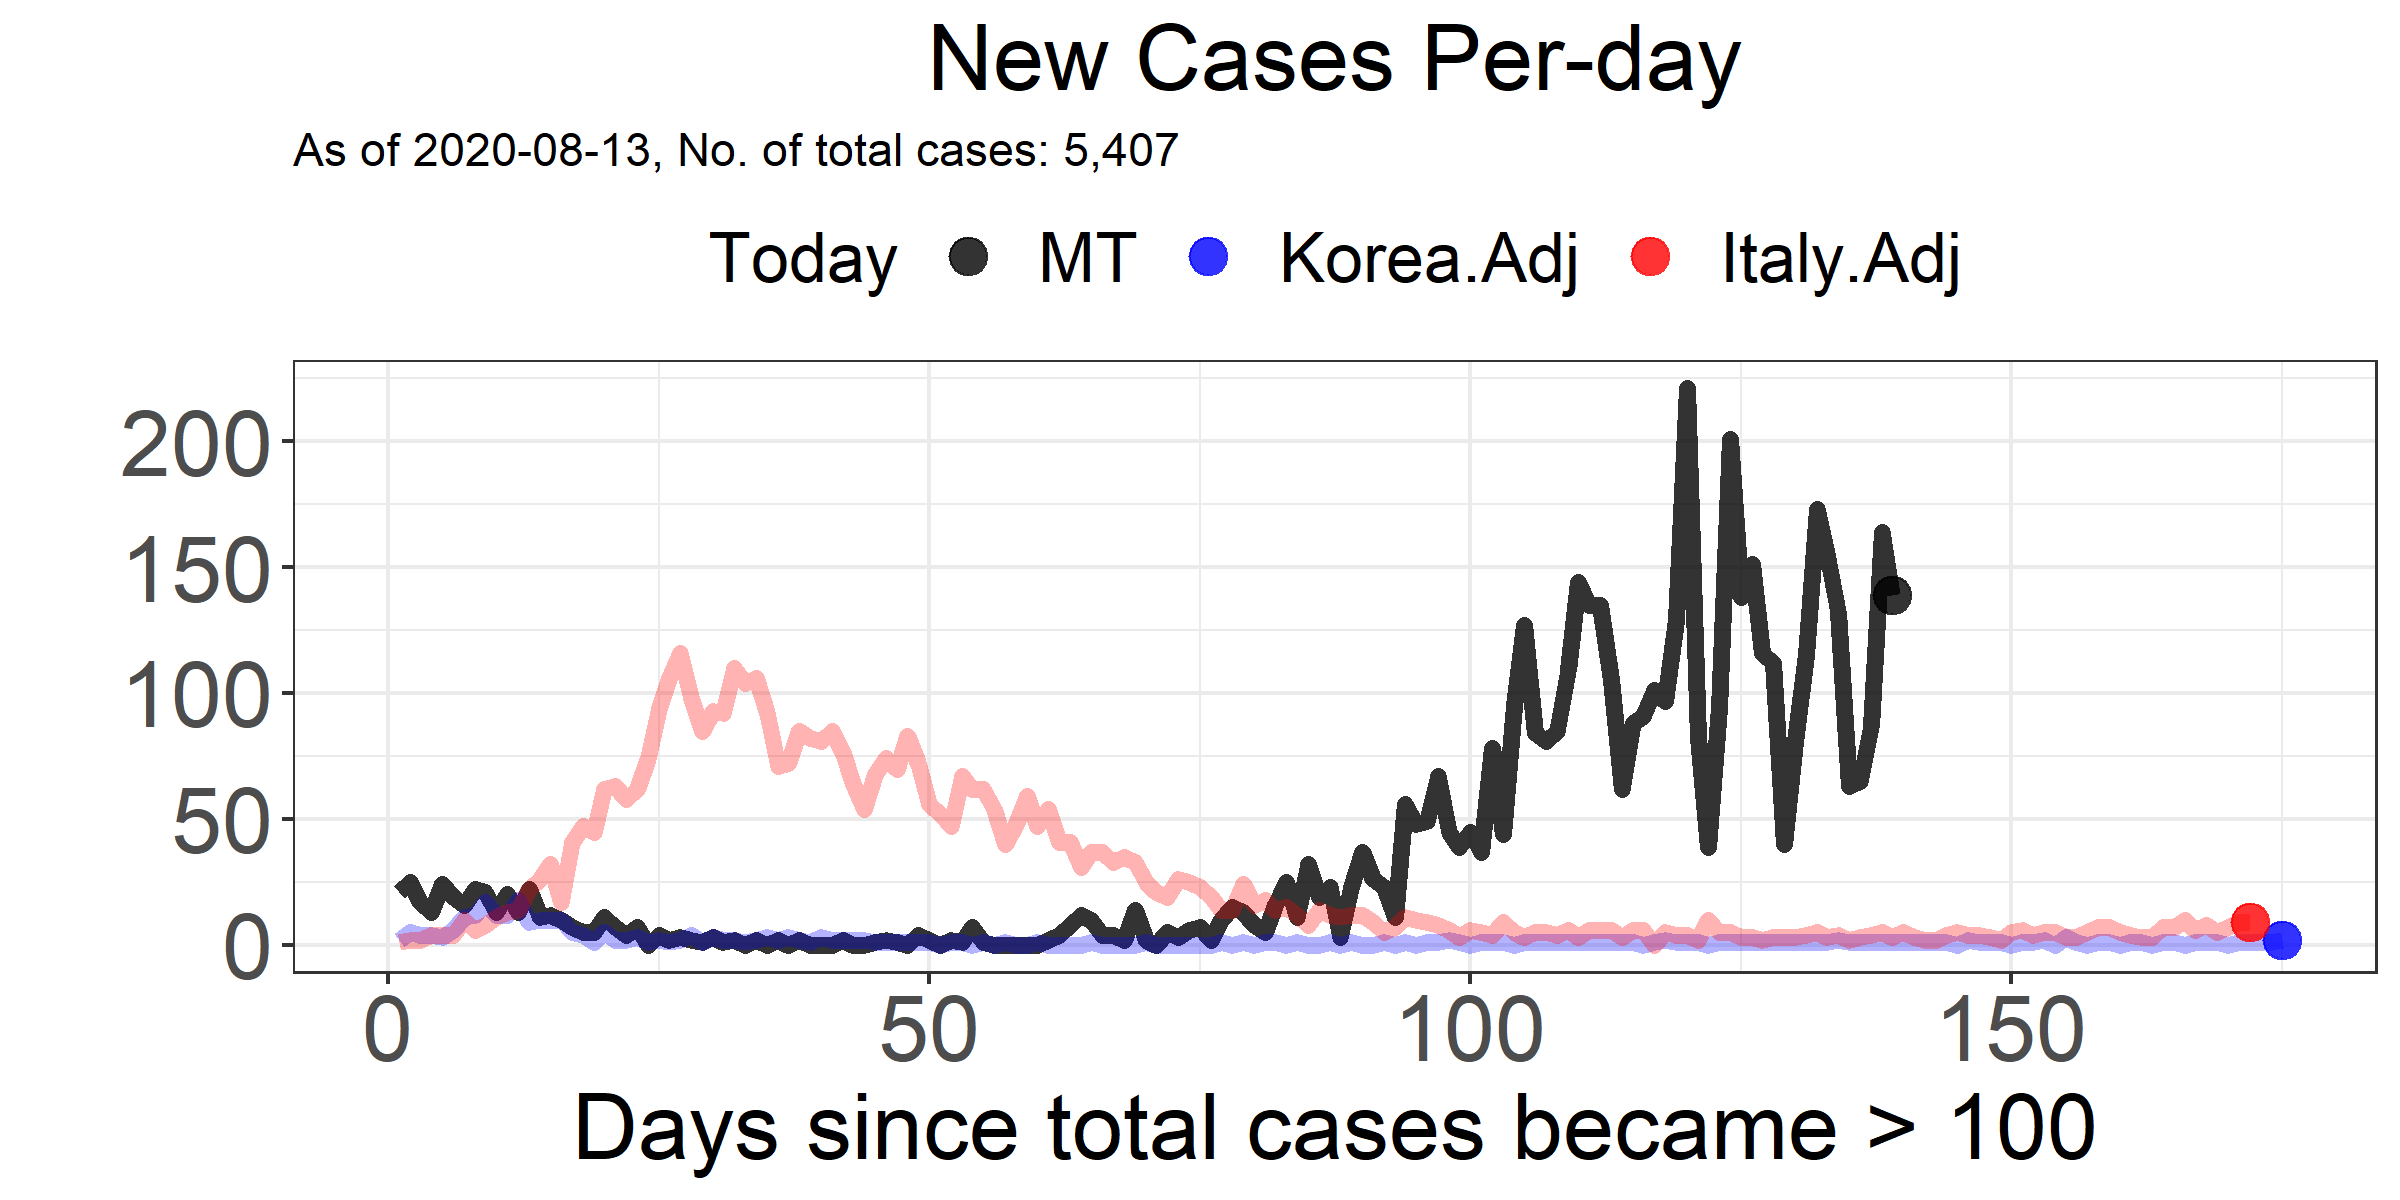 New Cases Per-day
As of 2020-08-13, No. of total cases: 5,407
Today MT Korea.Adj Italy.Adj
200
150
100
50
0
0 50 100 150
Days since total cases became > 100